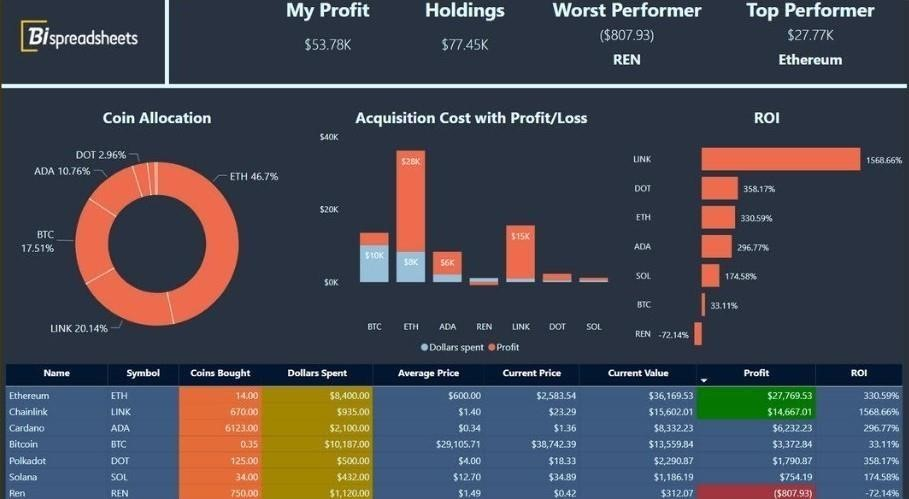 Bispreadsheets
My Profit Holdings Worst Performer Top Performer
$53.78K $77.45K ($807.93) $27.77K
REN Ethereum
Coin Allocation
DOT 2.96%
ADA 10.76%
ETH 46.7%
BTC
17.51%
LINK 20.14%
Acquisition Cost with Profit/Loss
$40K
$20K
$0K
$10K
$28K
$8K
$6K
$15K
BTC ETH ADA REN LINK DOT SOL
Dollars spent Profit
ROI
LINK 1568.66%
DOT 358.17%
ETH 330.59%
ADA 296.77%
SOL 174.58%
BTC 33.11%
REN -72.14%
Name Symbol Coins Bought Dollars Spent Average Price Current Price Current Value Profit ROI
Ethereum ETH 14.00 $8,400.00 $600.00 $2,583.54 $36,169.53 $27,769.53 330.59%
Chainlink LINK 670.00 $935.00 $1.40 $23.29 $15,602.01 $14,667.01 1568.66%
Cardano ADA 6123.00 $2,100.00 $0.34 $1.36 $8,332.23 $6,232.23 296.77%
Bitcoin BTC 0.35 $10,187.00 $29,105.71 $38,742.39 $13,559.84 $3,372.84 33.11%
Polkadot DOT 125.00 $500.00 $4.00 $18.33 $2,290.87 $1,790.87 358.17%
Solana SOL 34.00 $432.00 $12.70 $34.89 $1,186.19 $754.19 174.58%
Ren REN 750.00 $1,120.00 $1.49 $0.42 $312.07 ($807.93) -72.14%